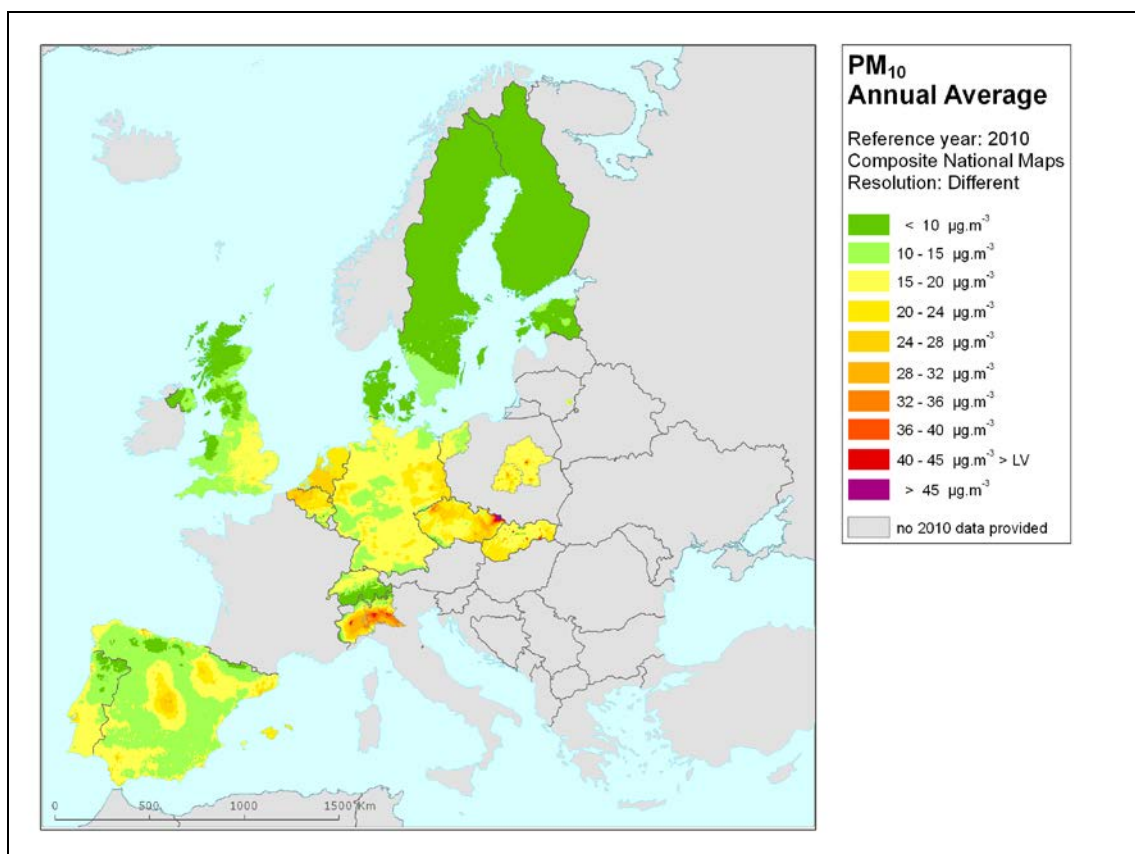 PM₁₀
Annual Average
Reference year: 2010
Composite National Maps
Resolution: Different
< 10 µg.m⁻³
10 - 15 µg.m⁻³
15 - 20 µg.m⁻³
20 - 24 µg.m⁻³
24 - 28 µg.m⁻³
28 - 32 µg.m⁻³
32 - 36 µg.m⁻³
36 - 40 µg.m⁻³
40 - 45 µg.m⁻³ > LV
> 45 µg.m⁻³
no 2010 data provided
0 500 1000 1500 Km